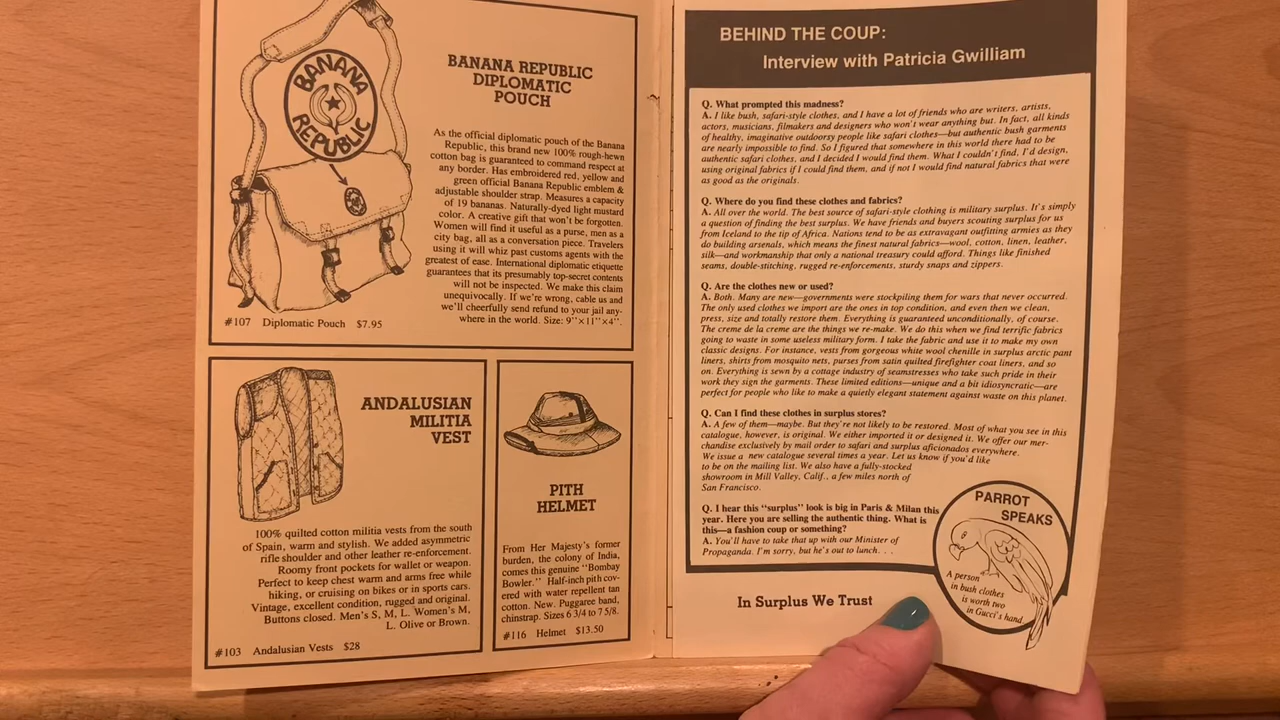 BANANA
REPUBLIC
BANANA REPUBLIC
DIPLOMATIC
POUCH
As the official diplomatic pouch of the Banana
Republic, this brand new 100% rough-hewn
cotton bag is guaranteed to command respect at
any border. Has embroidered red, yellow and
green official Banana Republic emblem &
adjustable shoulder strap. Measures a capacity
of 19 bananas. Naturally-dyed light mustard
color. A creative gift that won't be forgotten.
Women will find it useful as a purse, men as a
city bag, all as a conversation piece. Travelers
using it will whiz past customs agents with the
greatest of ease. International diplomatic etiquette
guarantees that its presumably top-secret contents
will not be inspected. We make this claim
unequivocally. If we're wrong, cable us and
we'll cheerfully send refund to your jail any-
where in the world. Size: 9''×11''×4''.
#107 Diplomatic Pouch $7.95
ANDALUSIAN
MILITIA
VEST
100% quilted cotton militia vests from the south
of Spain, warm and stylish. We added asymmetric
rifle shoulder and other leather re-enforcement.
Roomy front pockets for wallet or weapon.
Perfect to keep chest warm and arms free while
hiking, or cruising on bikes or in sports cars.
Vintage, excellent condition, rugged and original.
Buttons closed. Men's S, M, L. Women's M,
L. Olive or Brown.
#103 Andalusian Vests $28
PITH
HELMET
From Her Majesty's former
burden, the colony of India,
comes this genuine "Bombay
Bowler." Half-inch pith cov-
ered with water repellent tan
cotton. New. Puggaree band,
chinstrap. Sizes 6 3/4 to 7 5/8.
#116 Helmet $13.50
BEHIND THE COUP:
Interview with Patricia Gwilliam
Q. What prompted this madness?
A. I like bush, safari-style clothes, and I have a lot of friends who are writers, artists,
actors, musicians, filmakers and designers who won't wear anything but. In fact, all kinds
of healthy, imaginative outdoorsy people like safari clothes—but authentic bush garments
are nearly impossible to find. So I figured that somewhere in this world there had to be
authentic safari clothes, and I decided I would find them. What I couldn't find, I'd design,
using original fabrics if I could find them, and if not I would find natural fabrics that were
as good as the originals.
Q. Where do you find these clothes and fabrics?
A. All over the world. The best source of safari-style clothing is military surplus. It's simply
a question of finding the best surplus. We have friends and buyers scouting surplus for us
from Iceland to the tip of Africa. Nations tend to be as extravagant outfitting armies as they
do building arsenals, which means the finest natural fabrics—wool, cotton, linen, leather,
silk—and workmanship that only a national treasury could afford. Things like finished
seams, double-stitching, rugged re-enforcements, sturdy snaps and zippers.
Q. Are the clothes new or used?
A. Both. Many are new—governments were stockpiling them for wars that never occurred.
The only used clothes we import are the ones in top condition, and even then we clean,
press, size and totally restore them. Everything is guaranteed unconditionally, of course.
The creme de la creme are the things we re-make. We do this when we find terrific fabrics
going to waste in some useless military form. I take the fabric and use it to make my own
classic designs. For instance, vests from gorgeous white wool chenille in surplus arctic pant
liners, shirts from mosquito nets, purses from satin quilted firefighter coat liners, and so
on. Everything is sewn by a cottage industry of seamstresses who take such pride in their
work they sign the garments. These limited editions—unique and a bit idiosyncratic—are
perfect for people who like to make a quietly elegant statement against waste on this planet.
Q. Can I find these clothes in surplus stores?
A. A few of them—maybe. But they're not likely to be restored. Most of what you see in this
catalogue, however, is original. We either imported it or designed it. We offer our mer-
chandise exclusively by mail order to safari and surplus aficionados everywhere.
We issue a new catalogue several times a year. Let us know if you'd like
to be on the mailing list. We also have a fully-stocked
showroom in Mill Valley, Calif., a few miles north of
San Francisco.
Q. I hear this "surplus" look is big in Paris & Milan this
year. Here you are selling the authentic thing. What is
this—a fashion coup or something?
A. You'll have to take that up with our Minister of
Propaganda. I'm sorry, but he's out to lunch. . .
PARROT
SPEAKS
A person
in bush clothes
is worth two
in Gucci's hand.
In Surplus We Trust